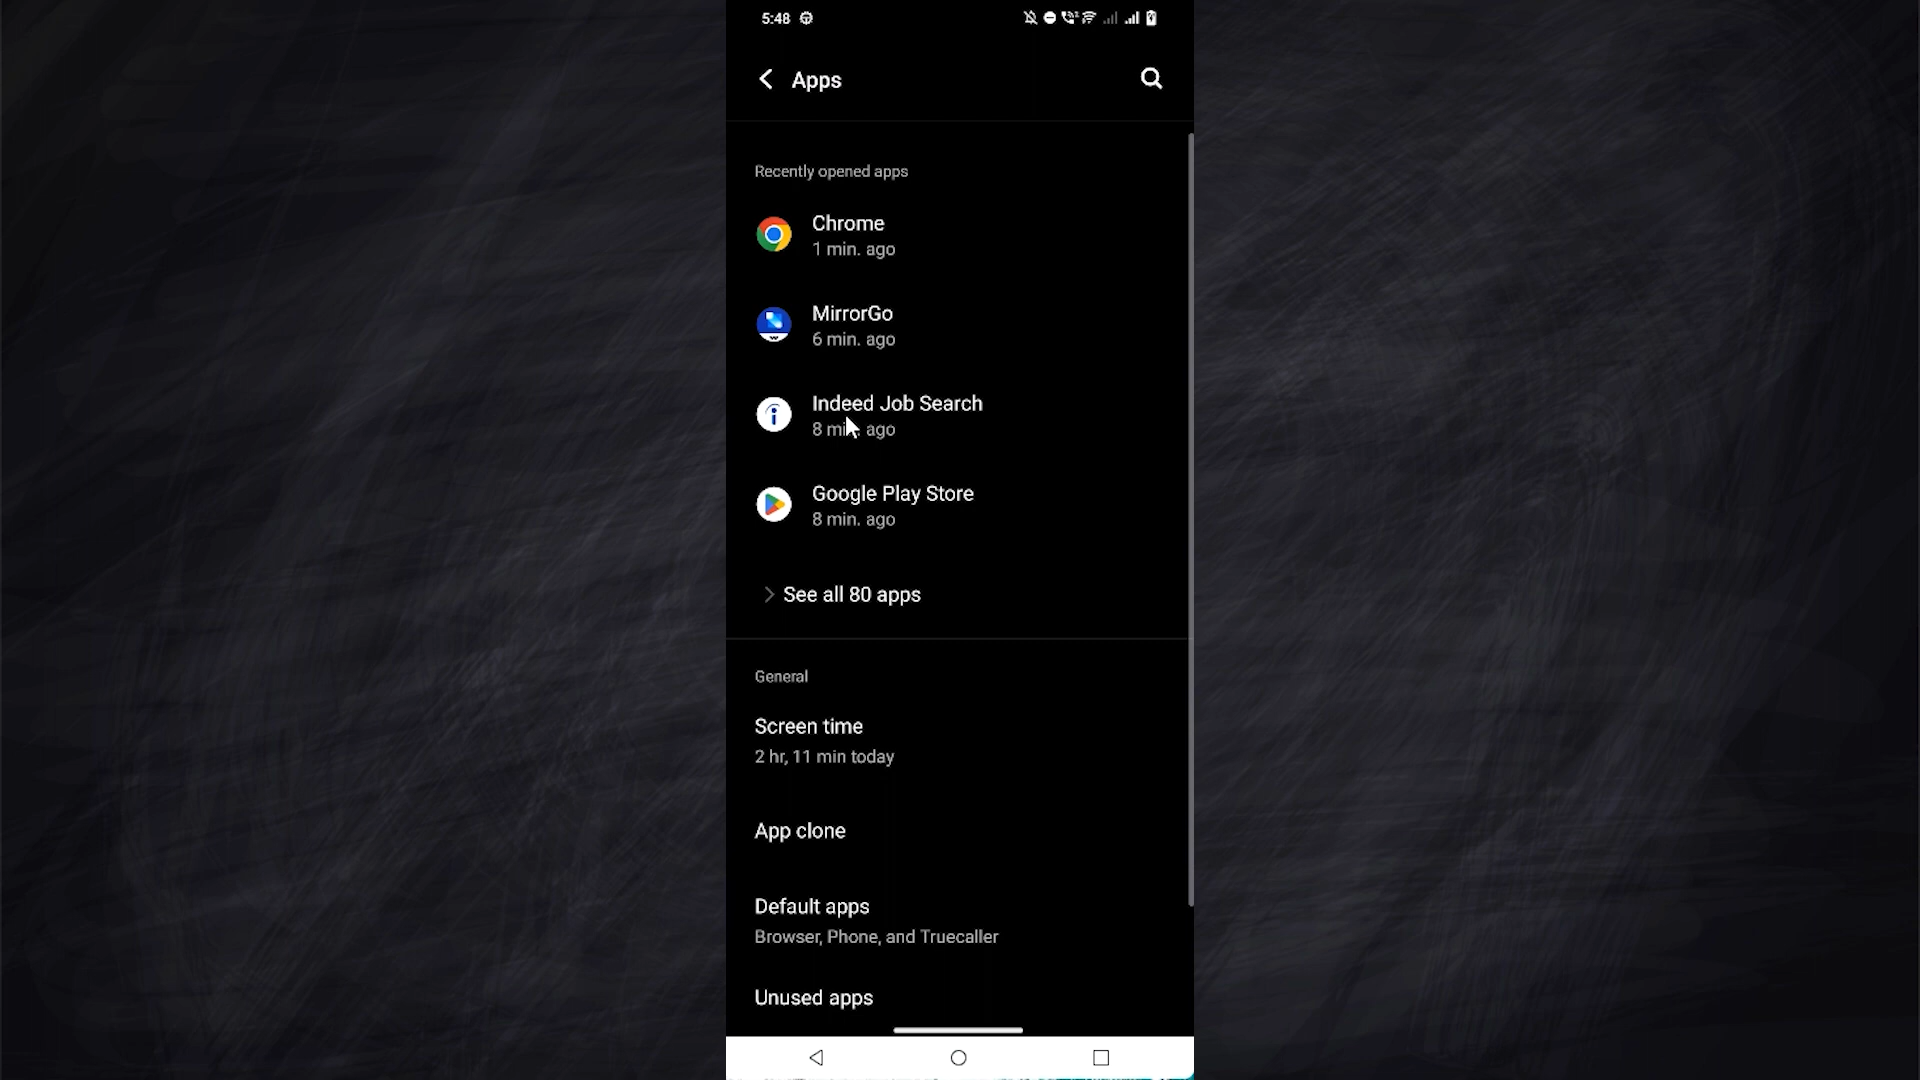 5:48
Apps
Recently opened apps
Chrome
1 min. ago
MirrorGo
6 min. ago
Indeed Job Search
8 min. ago
Google Play Store
8 min. ago
See all 80 apps
General
Screen time
2 hr, 11 min today
App clone
Default apps
Browser, Phone, and Truecaller
Unused apps